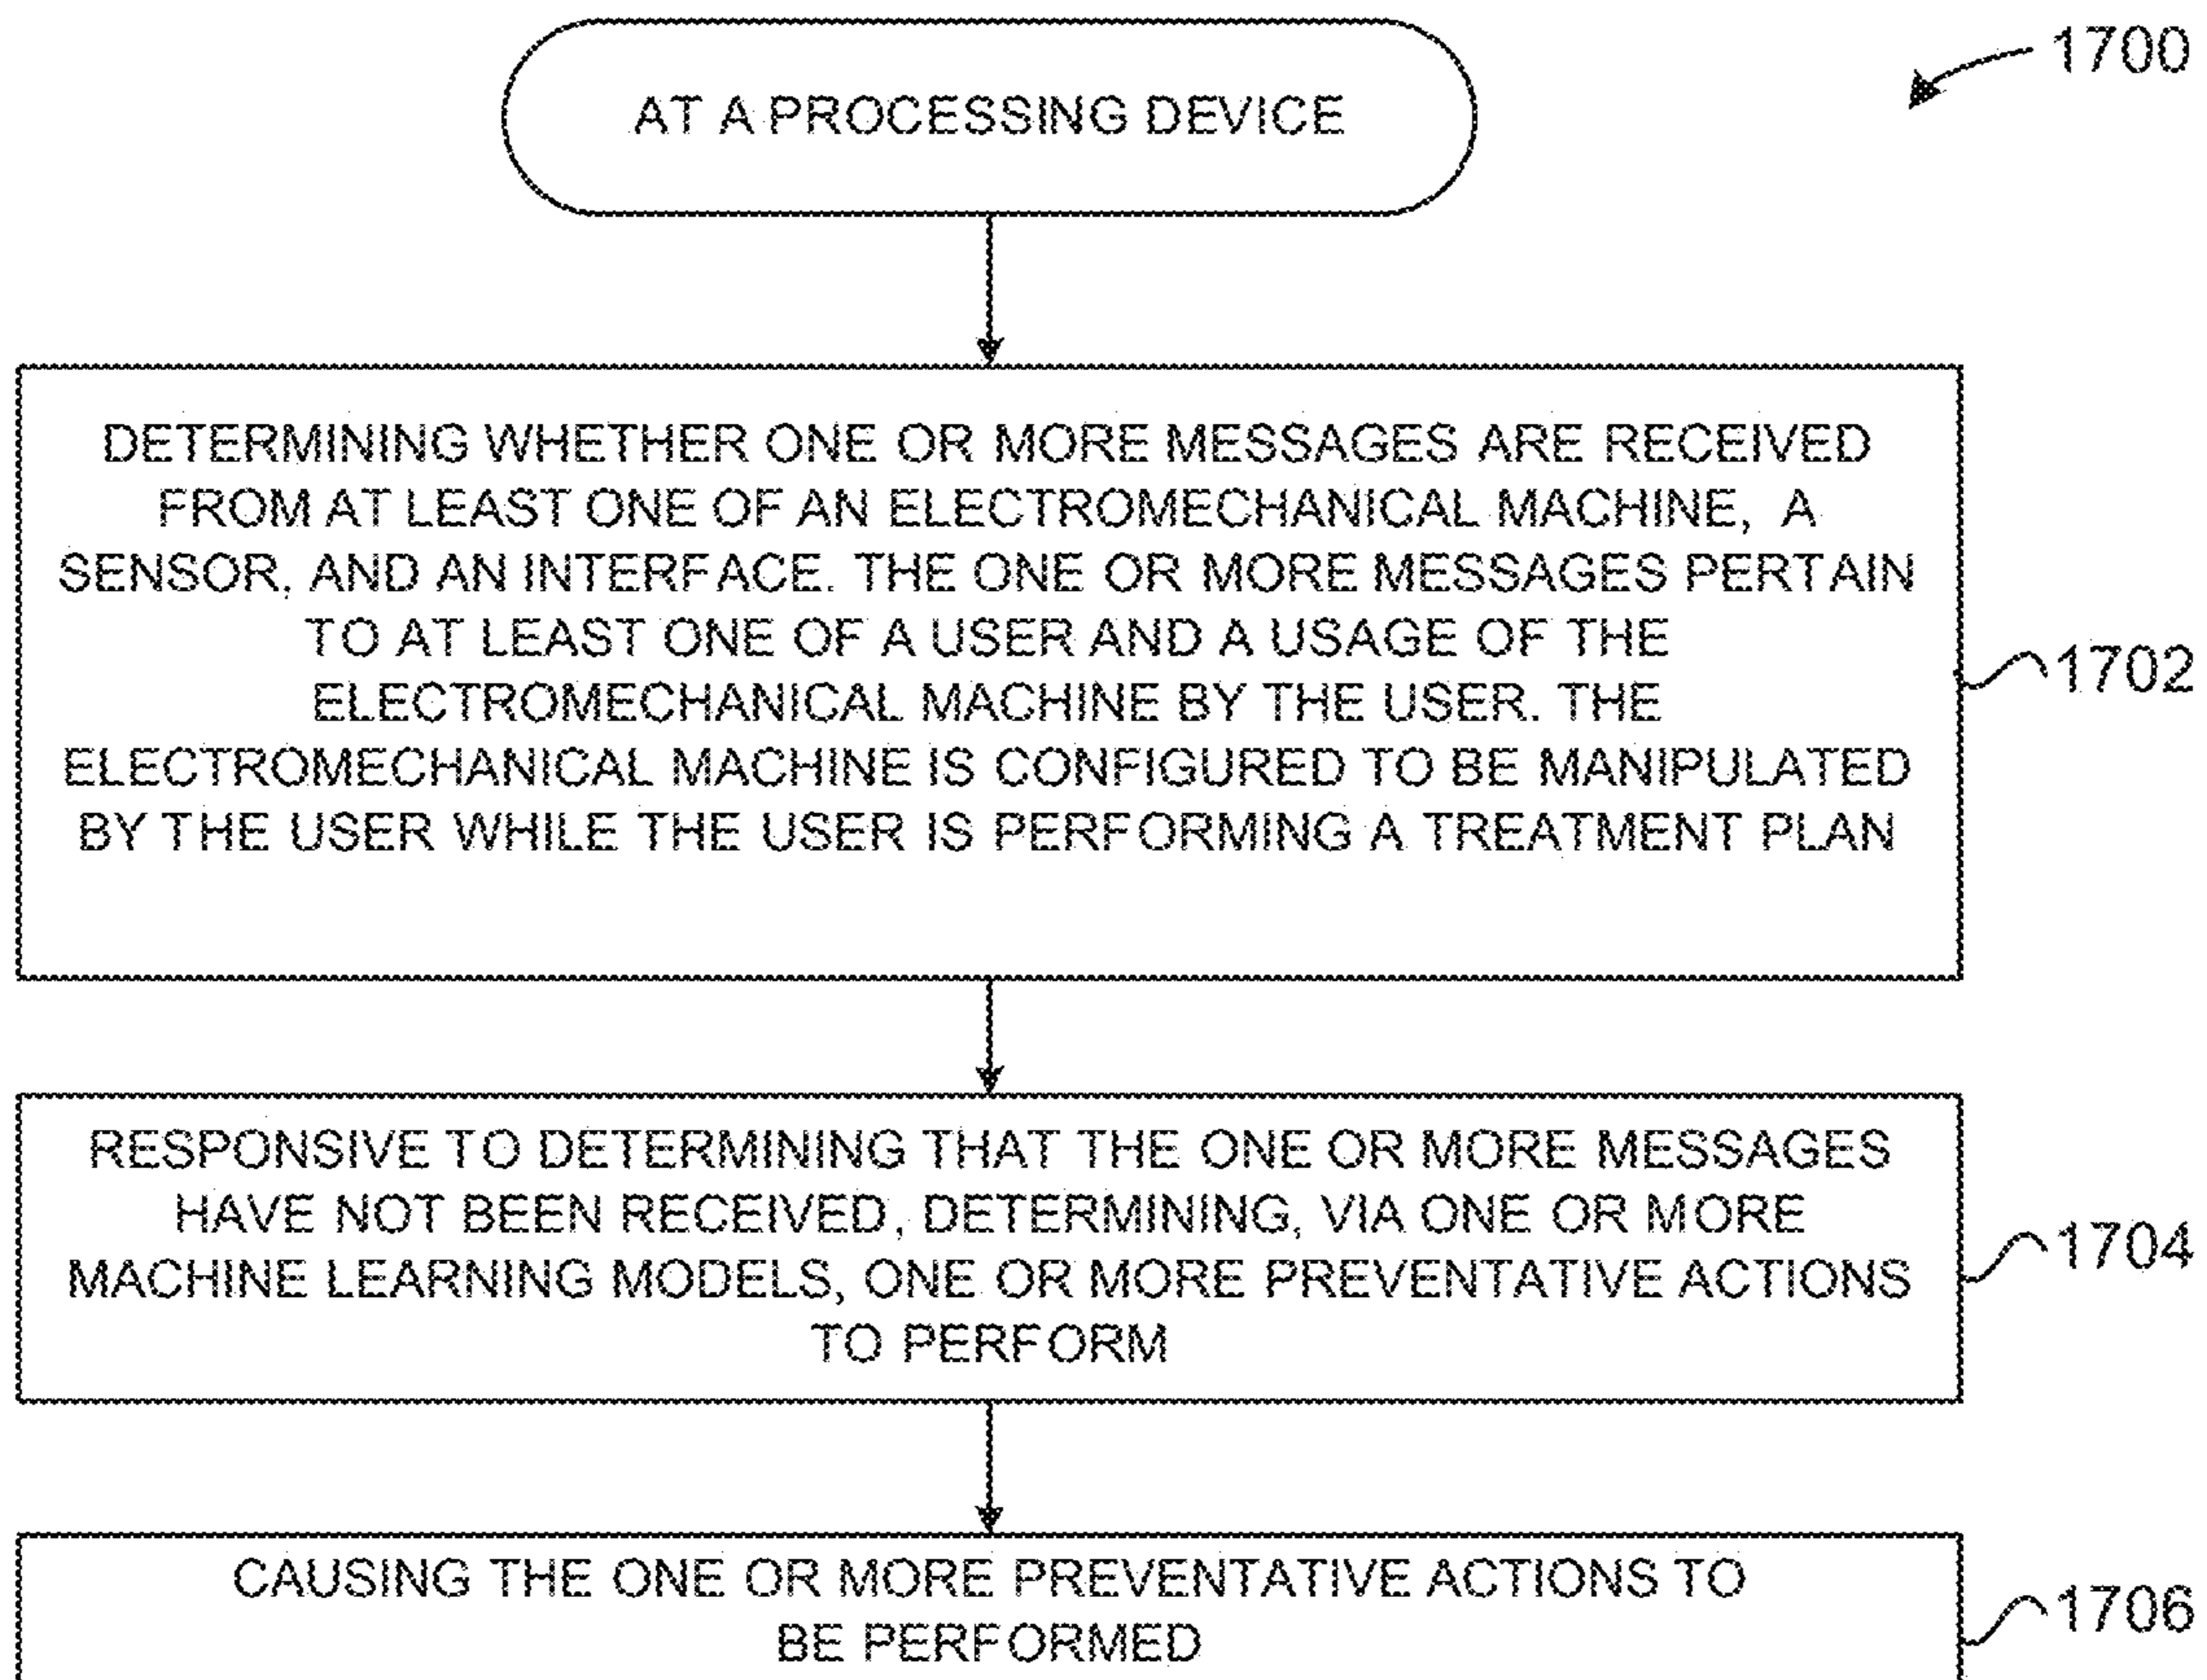 1700
AT A PROCESSING DEVICE
DETERMINING WHETHER ONE OR MORE MESSAGES ARE RECEIVED
FROM AT LEAST ONE OF AN ELECTROMECHANICAL MACHINE, A
SENSOR, AND AN INTERFACE. THE ONE OR MORE MESSAGES PERTAIN
TO AT LEAST ONE OF A USER AND A USAGE OF THE
ELECTROMECHANICAL MACHINE BY THE USER. THE
ELECTROMECHANICAL MACHINE IS CONFIGURED TO BE MANIPULATED
BY THE USER WHILE THE USER IS PERFORMING A TREATMENT PLAN
1702
RESPONSIVE TO DETERMINING THAT THE ONE OR MORE MESSAGES
HAVE NOT BEEN RECEIVED, DETERMINING, VIA ONE OR MORE
MACHINE LEARNING MODELS, ONE OR MORE PREVENTATIVE ACTIONS
TO PERFORM
1704
CAUSING THE ONE OR MORE PREVENTATIVE ACTIONS TO
BE PERFORMED
1706